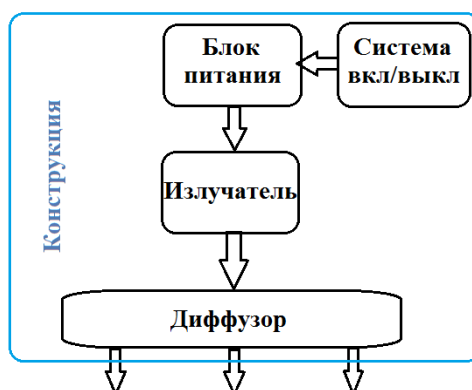 Блок
питания
Система
вкл/выкл
Конструкция
Излучатель
Диффузор